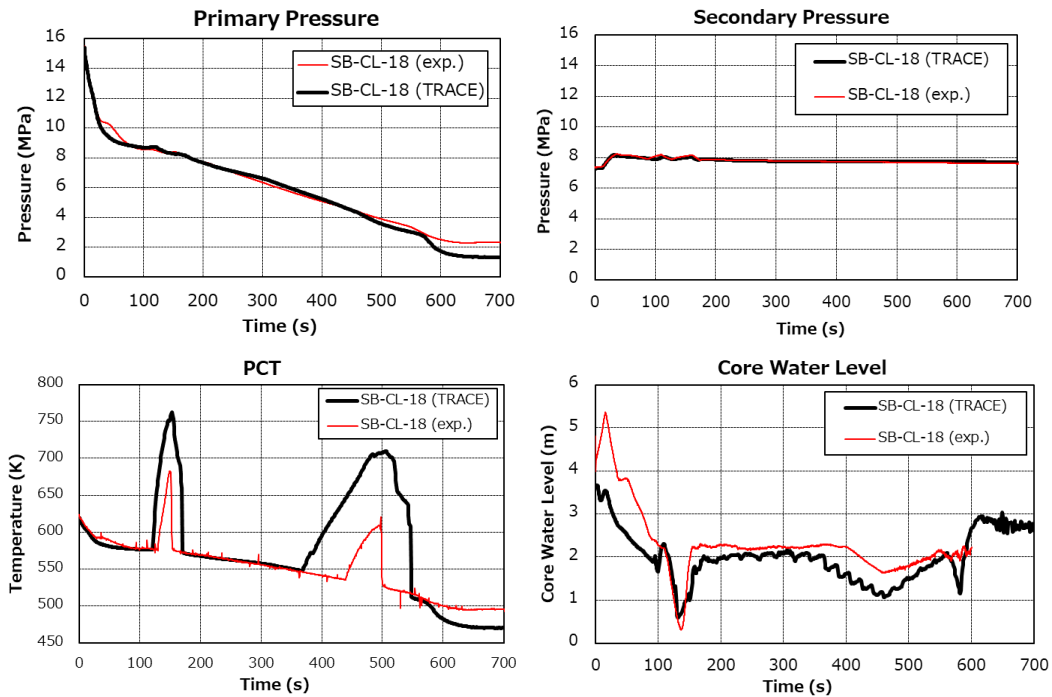 Primary Pressure
16
14
12
10
8
6
4
2
0
Pressure (MPa)
SB-CL-18 (exp.)
SB-CL-18 (TRACE)
0 100 200 300 400 500 600 700
Time (s)
Secondary Pressure
16
14
12
10
8
6
4
2
0
Pressure (MPa)
SB-CL-18 (TRACE)
SB-CL-18 (exp.)
0 100 200 300 400 500 600 700
Time (s)
PCT
800
750
700
650
600
550
500
450
Temperature (K)
SB-CL-18 (TRACE)
SB-CL-18 (exp.)
0 100 200 300 400 500 600 700
Time (s)
Core Water Level
6
5
4
3
2
1
0
Core Water Level (m)
SB-CL-18 (TRACE)
SB-CL-18 (exp.)
0 100 200 300 400 500 600 700
Time (s)